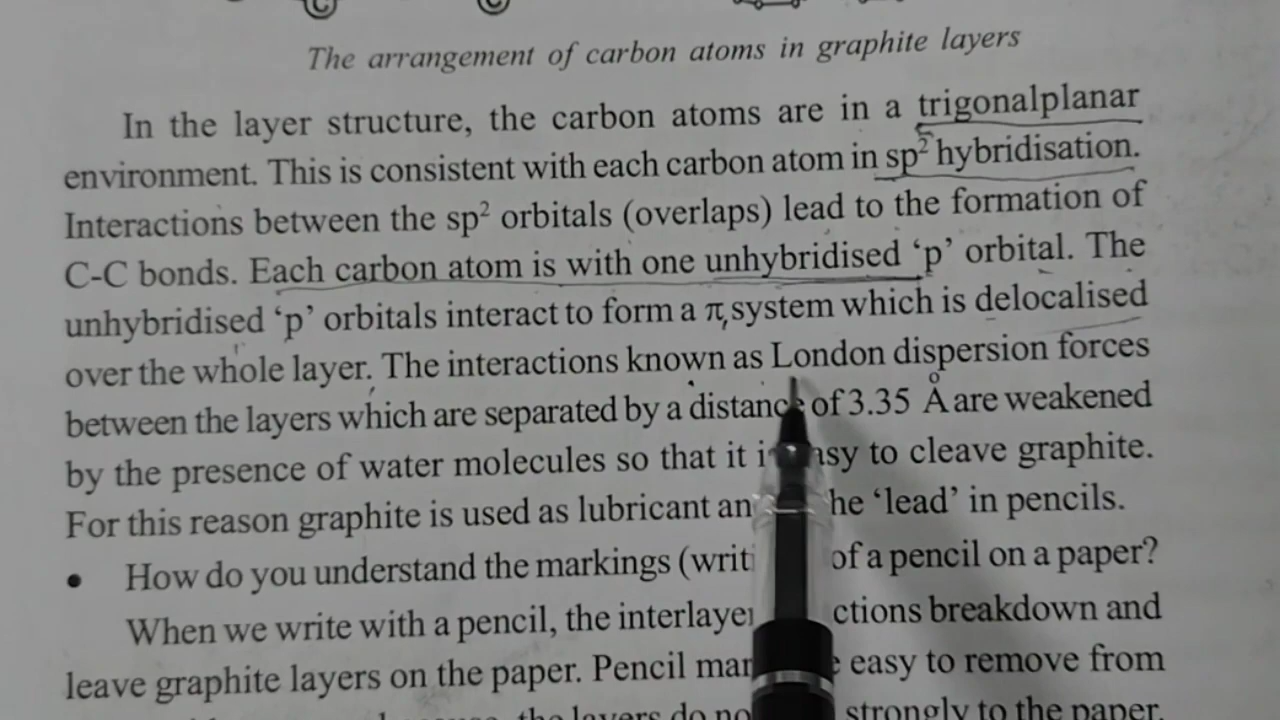 C C
The arrangement of carbon atoms in graphite layers
In the layer structure, the carbon atoms are in a trigonalplanar
environment. This is consistent with each carbon atom in sp² hybridisation.
Interactions between the sp² orbitals (overlaps) lead to the formation of
C-C bonds. Each carbon atom is with one unhybridised 'p' orbital. The
unhybridised 'p' orbitals interact to form a π system which is delocalised
over the whole layer. The interactions known as London dispersion forces
between the layers which are separated by a distance of 3.35 Å are weakened
by the presence of water molecules so that it easy to cleave graphite.
For this reason graphite is used as lubricant he 'lead' in pencils.
• How do you understand the markings (writ of a pencil on a paper?
When we write with a pencil, the interlayer ctions breakdown and
leave graphite layers on the paper. Pencil mar easy to remove from
the layers do no strongly to the paper.